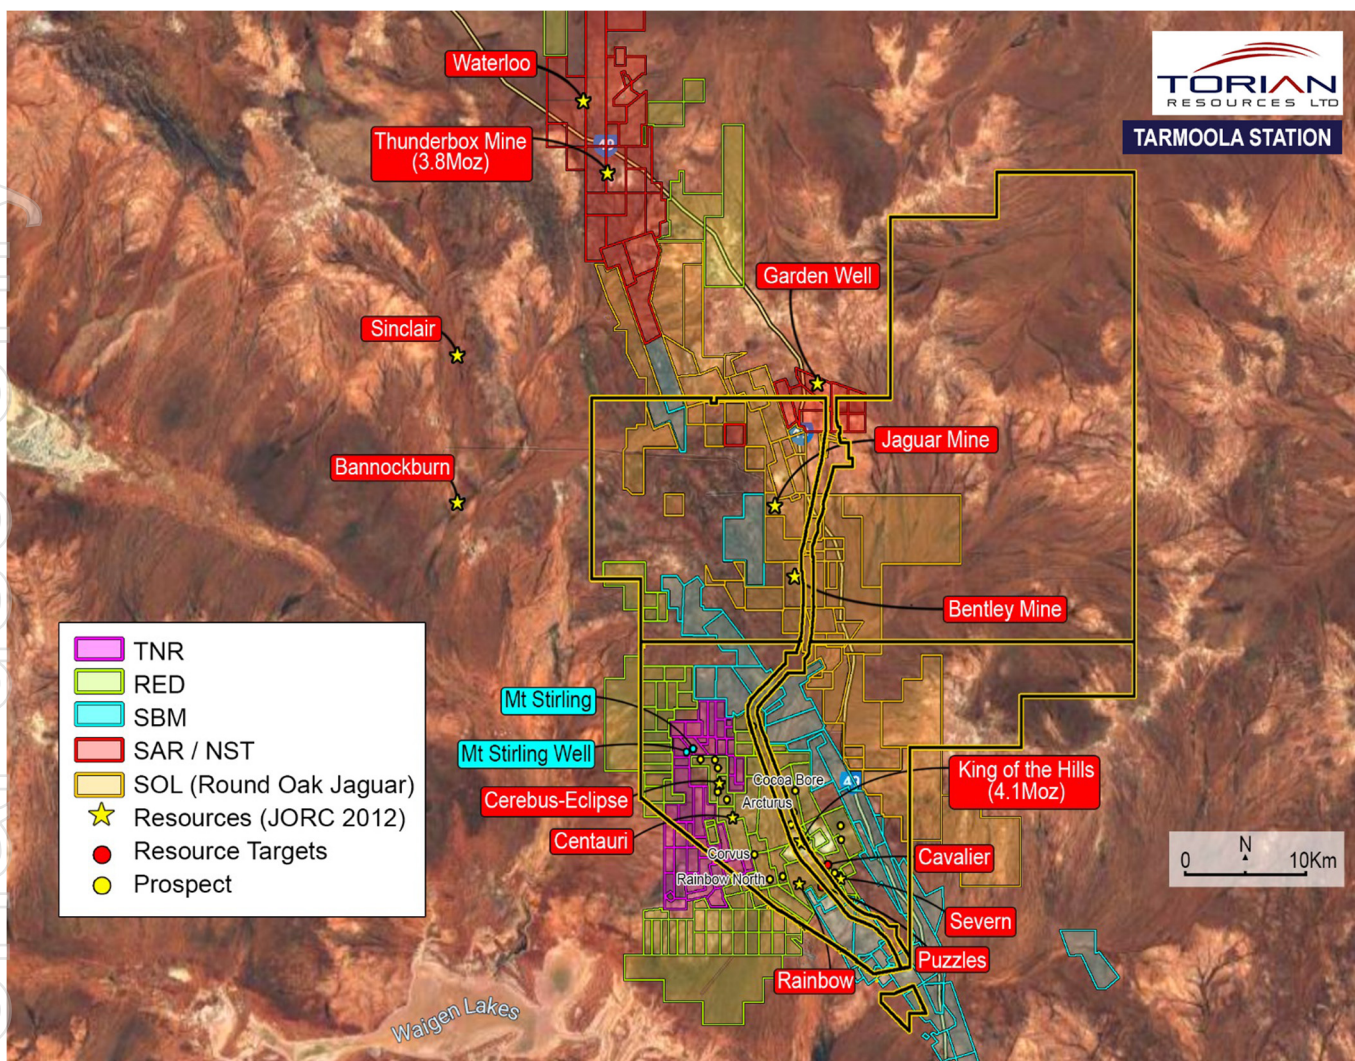 TORIAN
RESOURCES LTD
TARMOOLA STATION
Waterloo
Thunderbox Mine
(3.8Moz)
Garden Well
Sinclair
Jaguar Mine
Bannockburn
Bentley Mine
TNR
RED
SBM
SAR / NST
SOL (Round Oak Jaguar)
Resources (JORC 2012)
Resource Targets
Prospect
Mt Stirling
Mt Stirling Well
Cerebus-Eclipse
Centauri
Cocoa Bore
Arcturus
King of the Hills
(4.1Moz)
40
Corvus
Rainbow North
Cavalier
Severn
Puzzles
Rainbow
N
0 10Km
Waigen Lakes